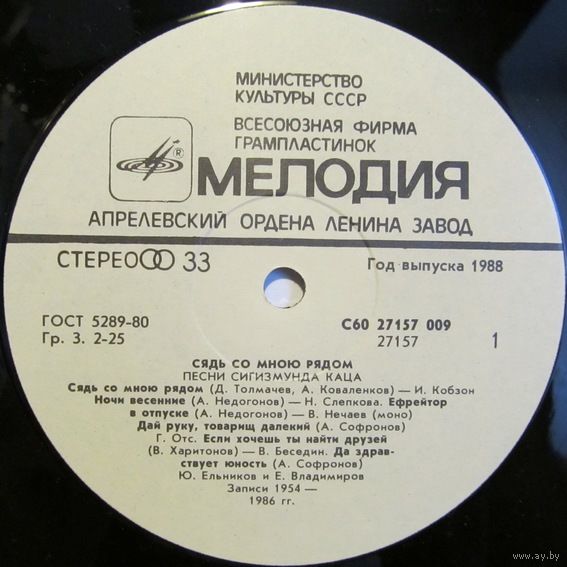 МИНИСТЕРСТВО
КУЛЬТУРЫ СССР
ВСЕСОЮЗНАЯ ФИРМА
ГРАМПЛАСТИНОК
®
МЕЛОДИЯ
АПРЕЛЕВСКИЙ ОРДЕНА ЛЕНИНА ЗАВОД
СТЕРЕО 33
Год выпуска 1988
ГОСТ 5289-80
С60 27157 009
Гр. 3. 2-25
27157
1
СЯДЬ СО МНОЮ РЯДОМ
ПЕСНИ СИГИЗМУНДА КАЦА
Сядь со мною рядом (Д. Толмачев, А. Коваленков) — И. Кобзон
Ночи весенние (А. Недогонов) — Н. Слепкова. Ефрейтор
в отпуске (А. Недогонов) — В. Нечаев (моно)
Дай руку, товарищ далекий (А. Софронов)
Г. Отс. Если хочешь ты найти друзей
(В. Харитонов) — В. Беседин. Да здрав-
ствует юность (А. Софронов)
Ю. Ельников и Е. Владимиров
Записи 1954 —
1986 гг.
www.ay.by